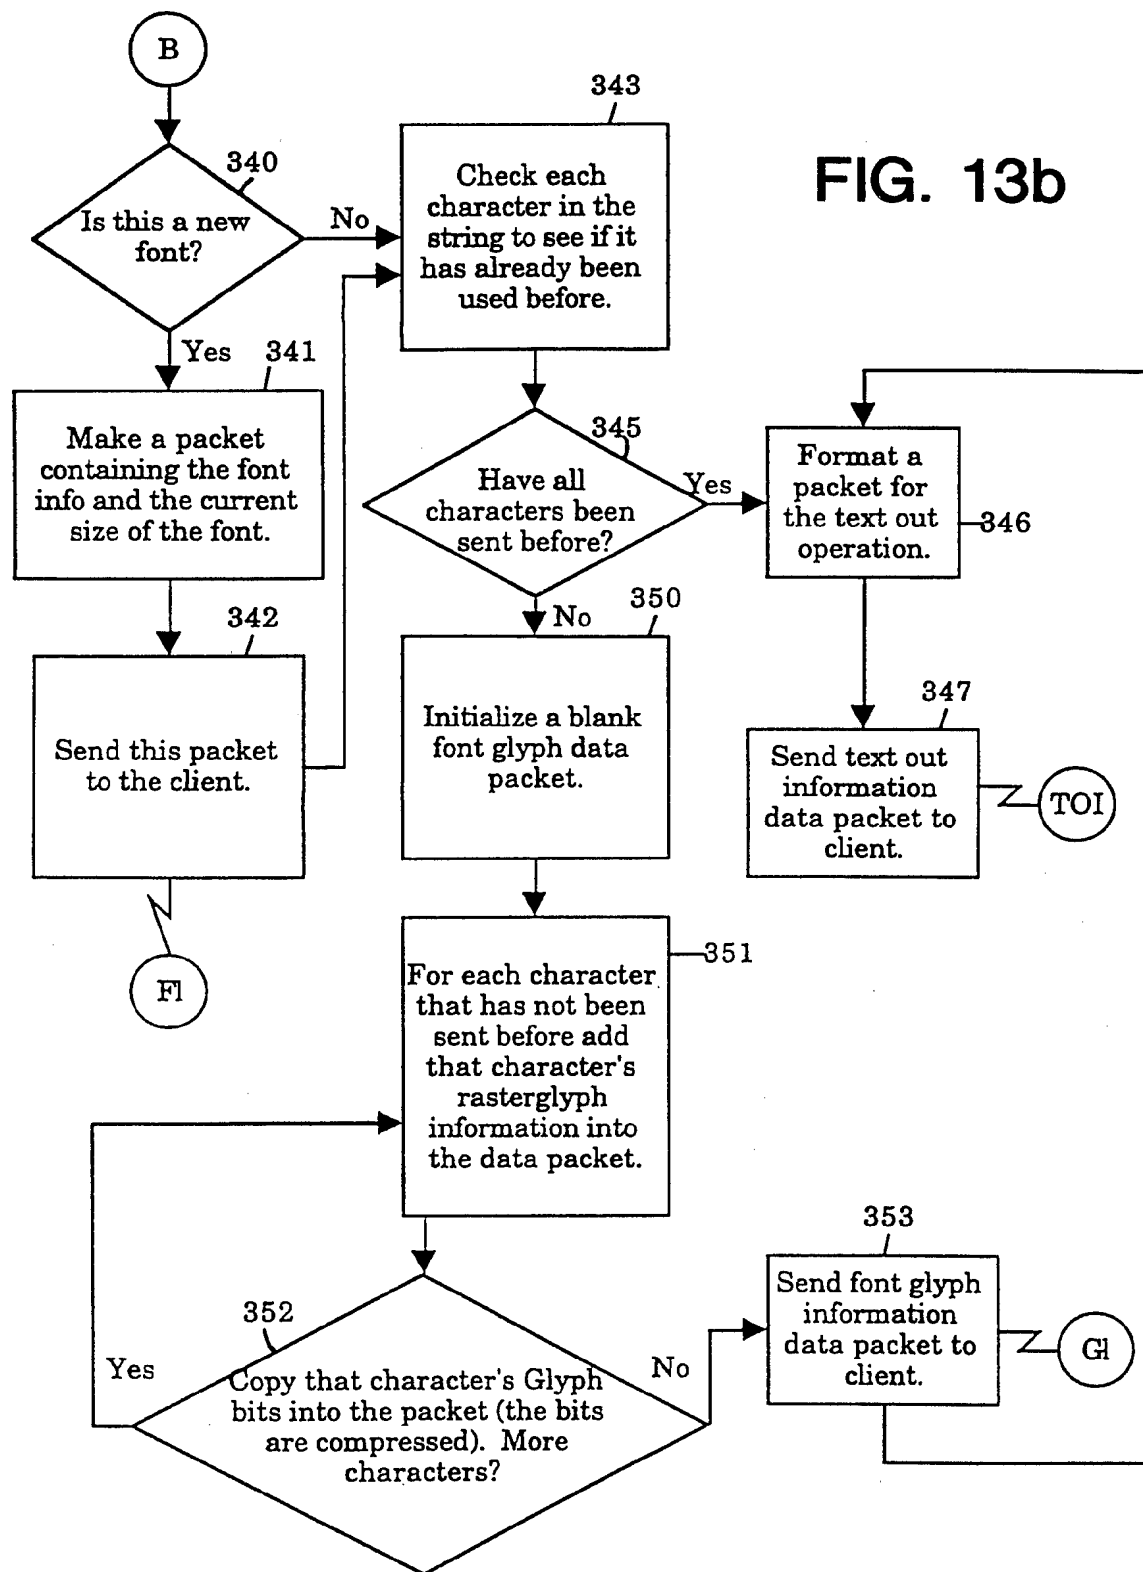 B
FIG. 13b
340
Is this a new
font?
No
Yes
343
Check each
character in the
string to see if it
has already been
used before.
341
Make a packet
containing the font
info and the current
size of the font.
342
Send this packet
to the client.
FI
345
Have all
characters been
sent before?
Yes
No
346
Format a
packet for
the text out
operation.
347
Send text out
information
data packet to
client.
TOI
350
Initialize a blank
font glyph data
packet.
351
For each character
that has not been
sent before add
that character's
rasterglyph
information into
the data packet.
352
Copy that character's Glyph
bits into the packet (the bits
are compressed). More
characters?
Yes
No
353
Send font glyph
information
data packet to
client.
GI